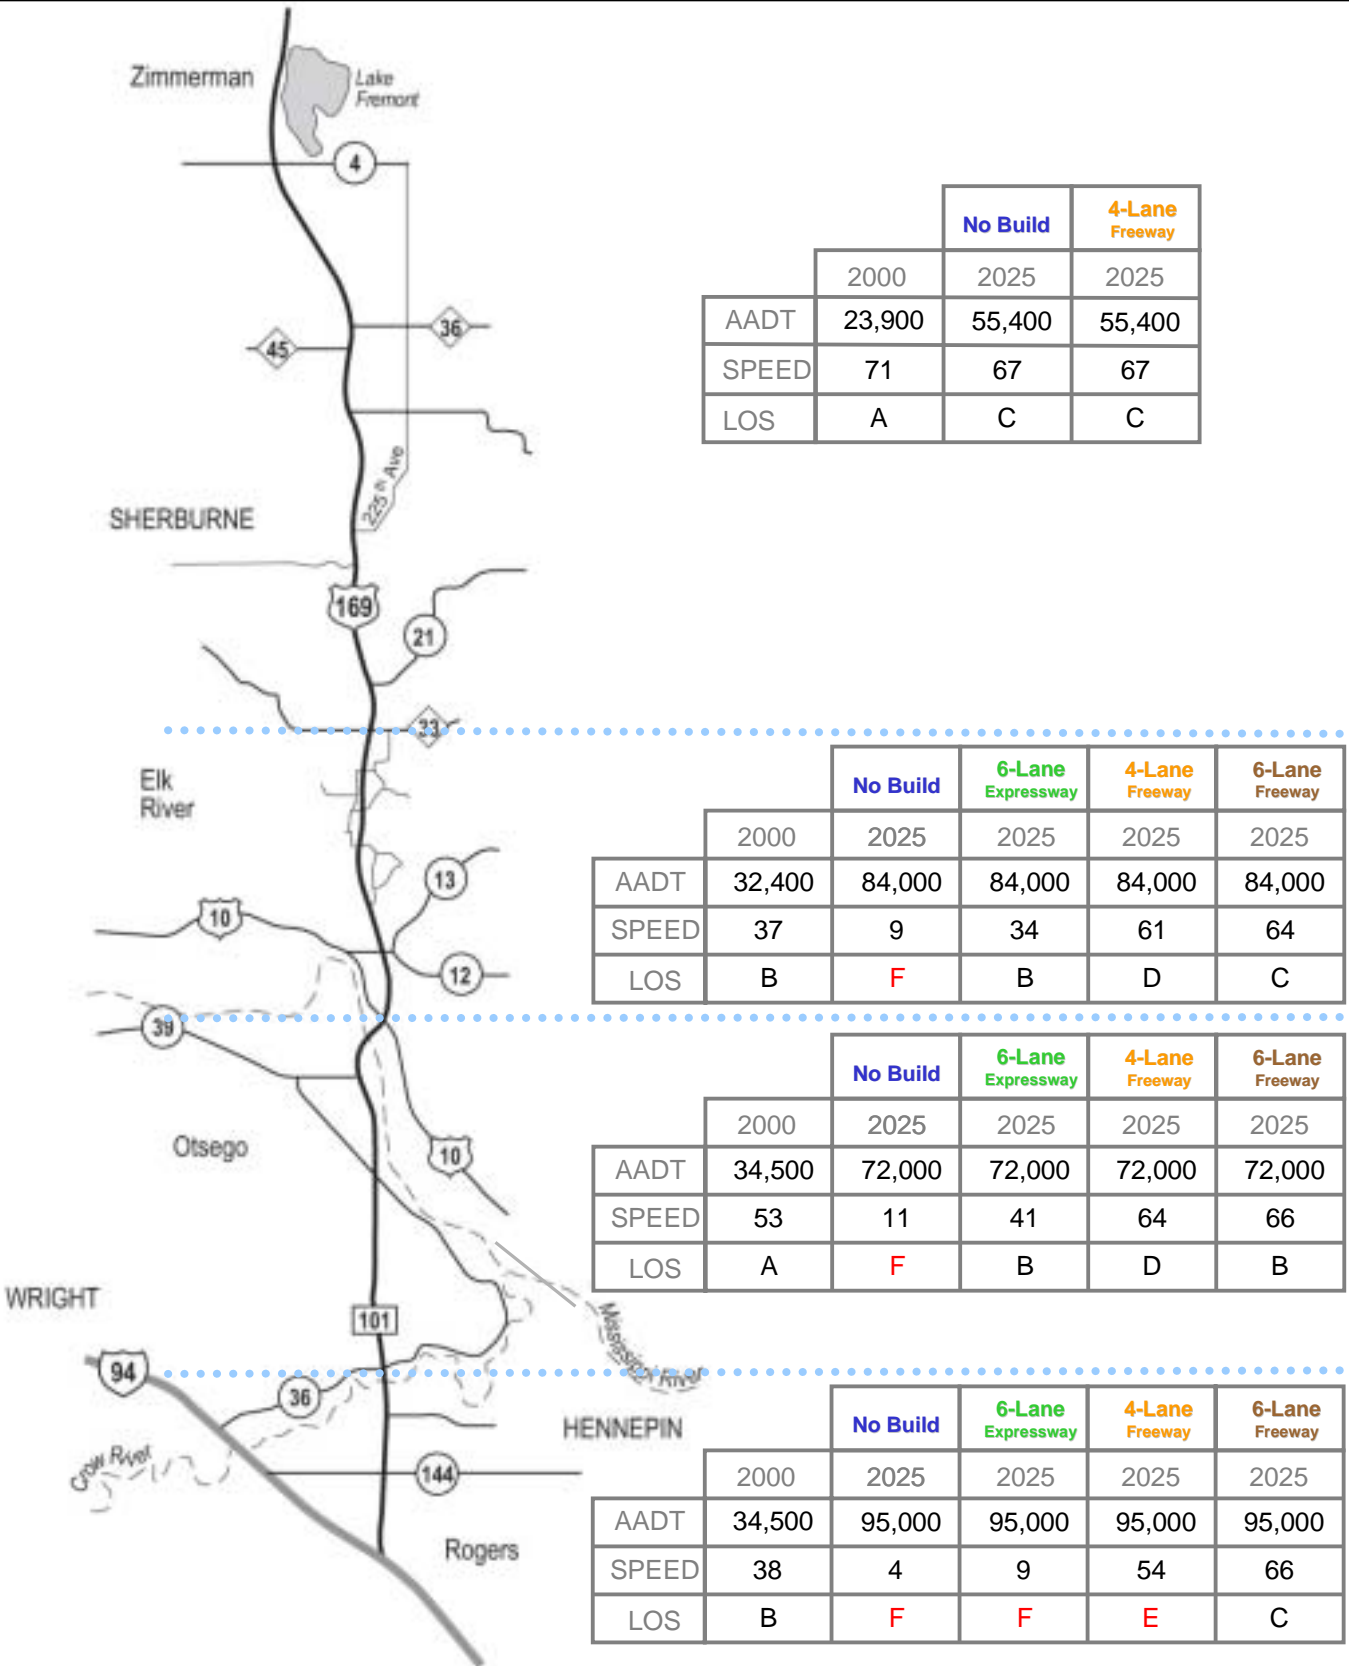 Zimmerman
Lake
Fremont
4
No Build 4-Lane
Freeway
2000 2025 2025
AADT 23,900 55,400 55,400
SPEED 71 67 67
LOS A C C
36
45
225th Ave
SHERBURNE
169
21
33
Elk
River
No Build 6-Lane 4-Lane 6-Lane
Expressway Freeway Freeway
2000 2025 2025 2025 2025
AADT 32,400 84,000 84,000 84,000 84,000
SPEED 37 9 34 61 64
LOS B F B D C
13
10
12
39
No Build 6-Lane 4-Lane 6-Lane
Expressway Freeway Freeway
2000 2025 2025 2025 2025
AADT 34,500 72,000 72,000 72,000 72,000
SPEED 53 11 41 64 66
LOS A F B D B
Otsego
10
WRIGHT
101
Mississippi River
94
36
HENNEPIN
No Build 6-Lane 4-Lane 6-Lane
Expressway Freeway Freeway
2000 2025 2025 2025 2025
AADT 34,500 95,000 95,000 95,000 95,000
SPEED 38 4 9 54 66
LOS B F F E C
Crow River
144
Rogers